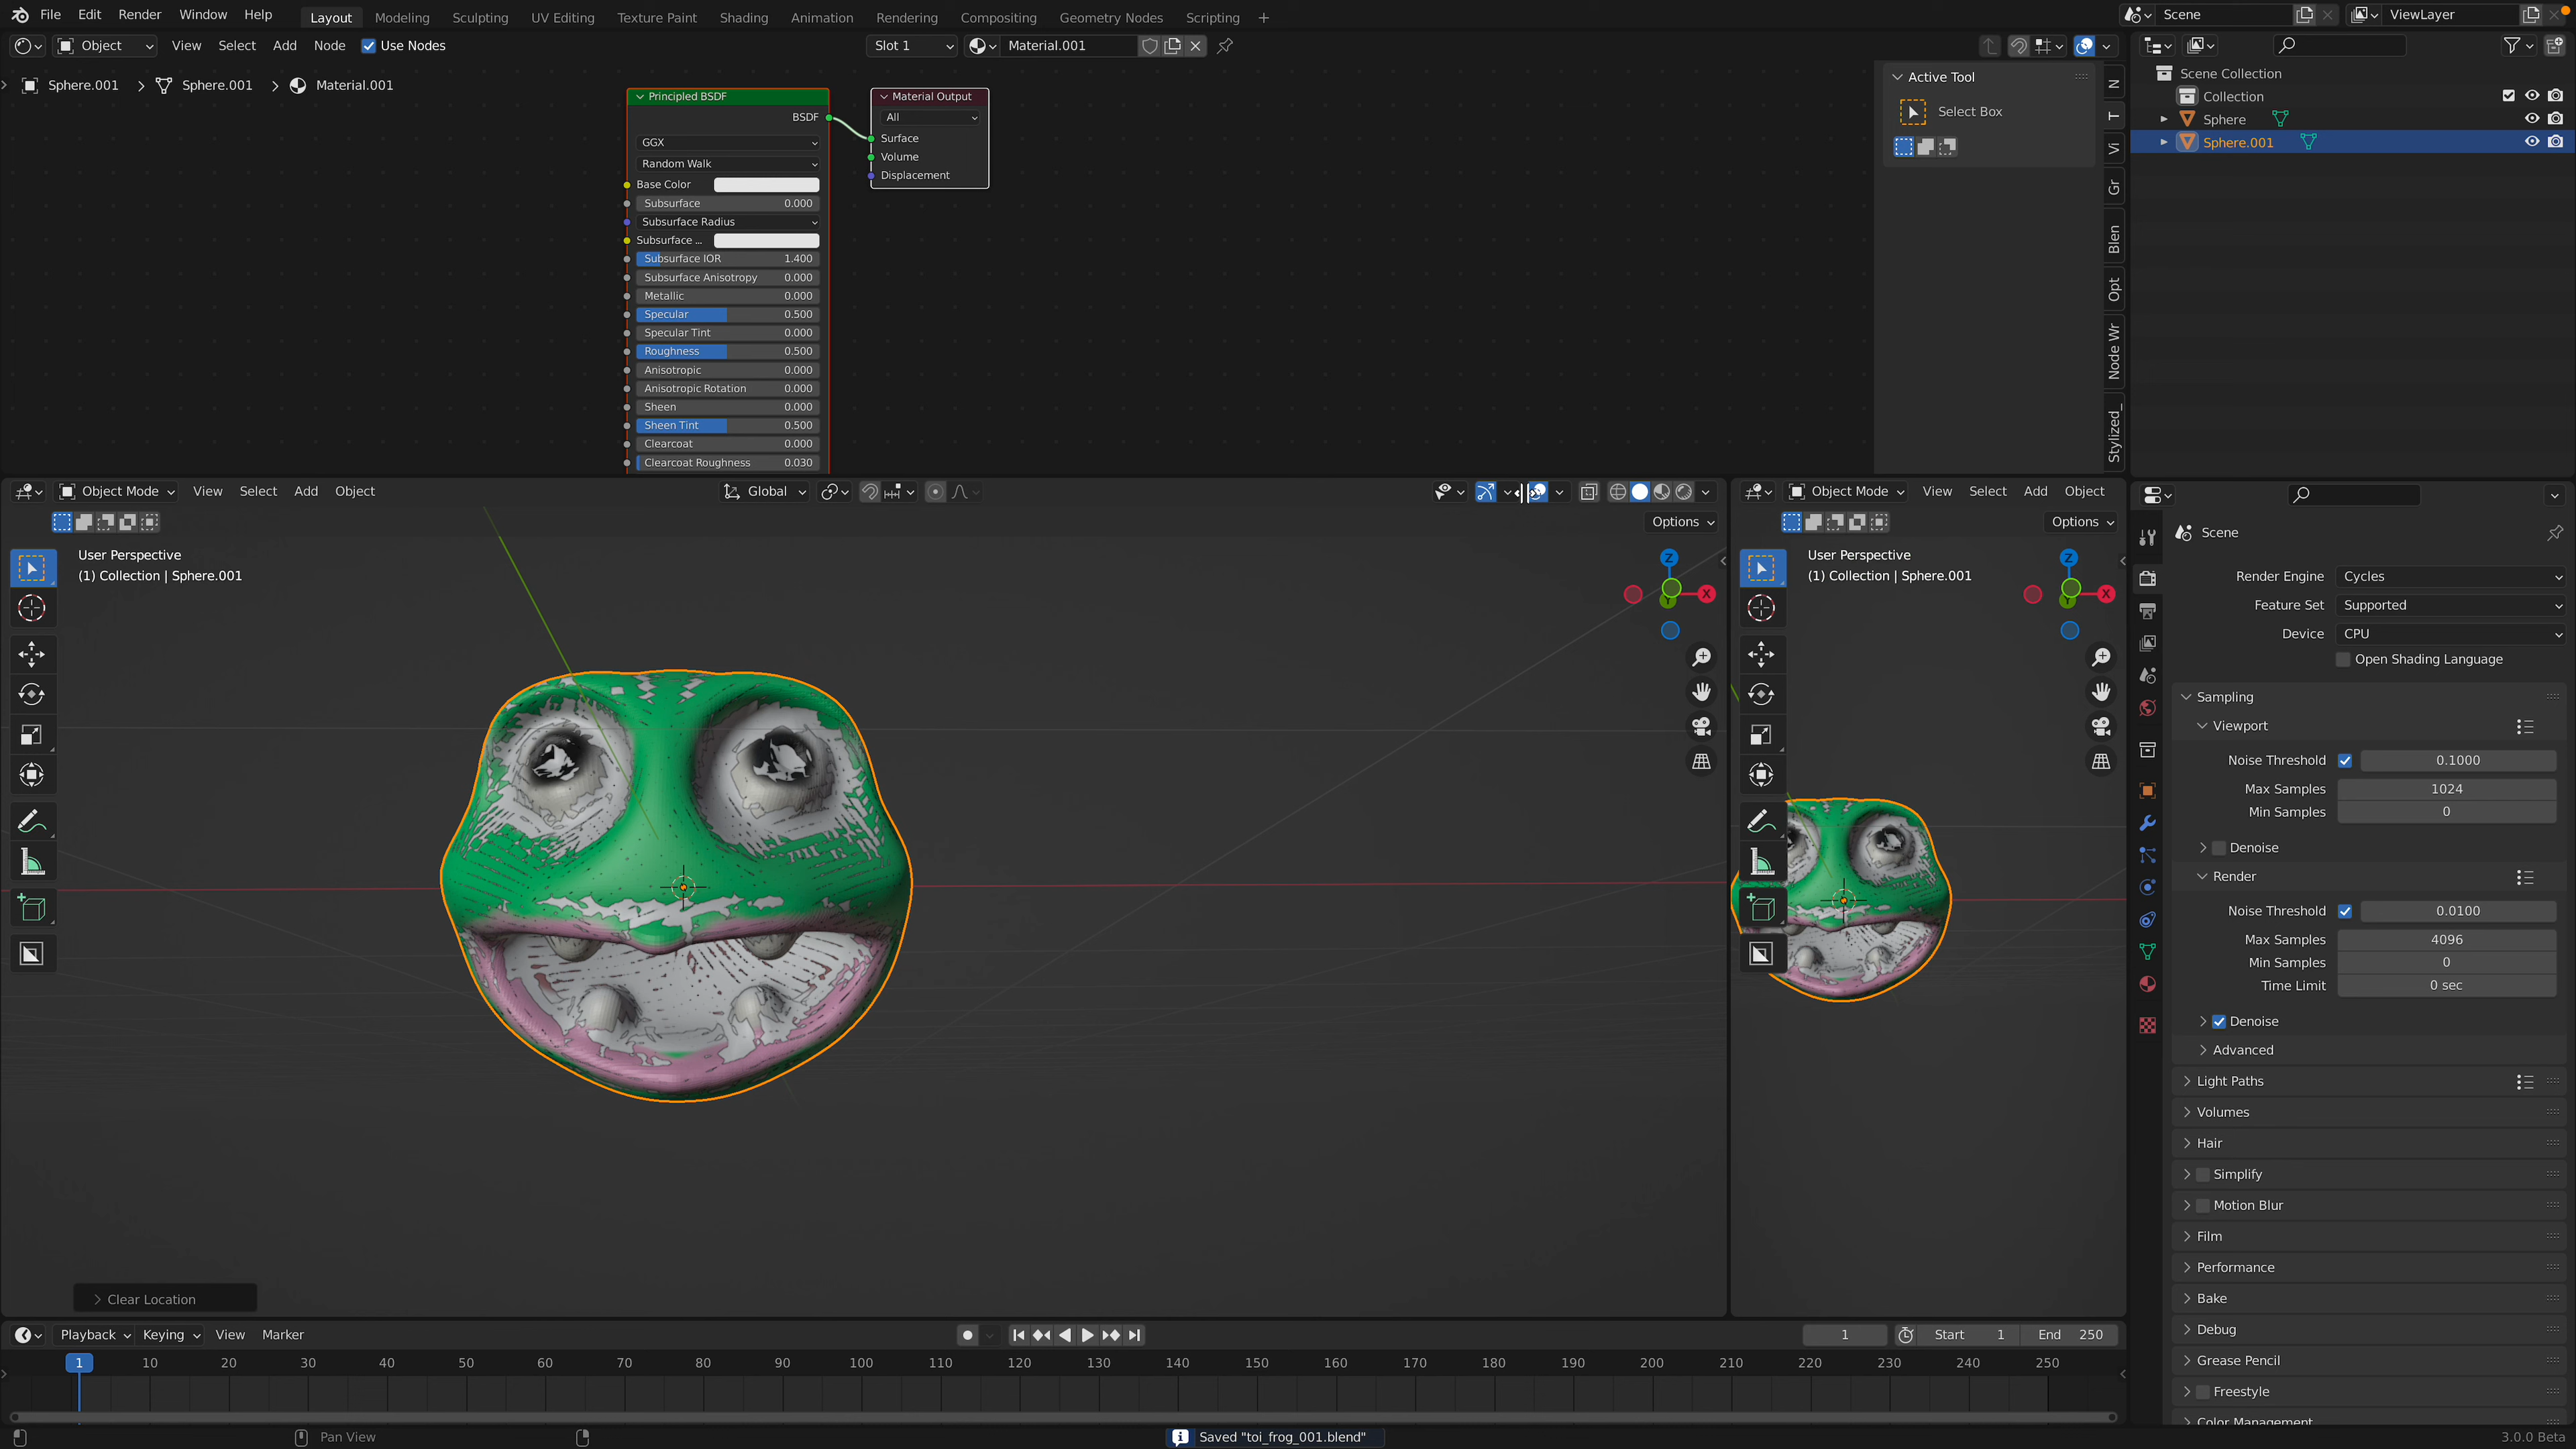 File Edit Render Window Help Layout Modeling Sculpting UV Editing Texture Paint Shading Animation Rendering Compositing Geometry Nodes Scripting + Scene ViewLayer
Object View Select Add Node Use Nodes Slot 1 Material.001
Sphere.001 > Sphere.001 > Material.001
Principled BSDF
BSDF
GGX
Random Walk
Base Color
Subsurface 0.000
Subsurface Radius
Subsurface ...
Subsurface IOR 1.400
Subsurface Anisotropy 0.000
Metallic 0.000
Specular 0.500
Specular Tint 0.000
Roughness 0.500
Anisotropic 0.000
Anisotropic Rotation 0.000
Sheen 0.000
Sheen Tint 0.500
Clearcoat 0.000
Clearcoat Roughness 0.030
Material Output
All
Surface
Volume
Displacement
Active Tool
Select Box
N
T
Vi
Gr
Blen
Opt
Node Wr
Stylized_
Scene Collection
Collection
Sphere
Sphere.001
Object Mode View Select Add Object Global
Options
User Perspective
(1) Collection | Sphere.001
Z
X
Clear Location
Object Mode View Select Add Object
Options
User Perspective
(1) Collection | Sphere.001
Z
X
Scene
Render Engine Cycles
Feature Set Supported
Device CPU
Open Shading Language
Sampling
Viewport
Noise Threshold 0.1000
Max Samples 1024
Min Samples 0
Denoise
Render
Noise Threshold 0.0100
Max Samples 4096
Min Samples 0
Time Limit 0 sec
Denoise
Advanced
Light Paths
Volumes
Hair
Simplify
Motion Blur
Film
Performance
Bake
Debug
Grease Pencil
Freestyle
Color Management
Playback Keying View Marker 1 Start 1 End 250
1 10 20 30 40 50 60 70 80 90 100 110 120 130 140 150 160 170 180 190 200 210 220 230 240 250
Pan View Saved "toi_frog_001.blend" 3.0.0 Beta